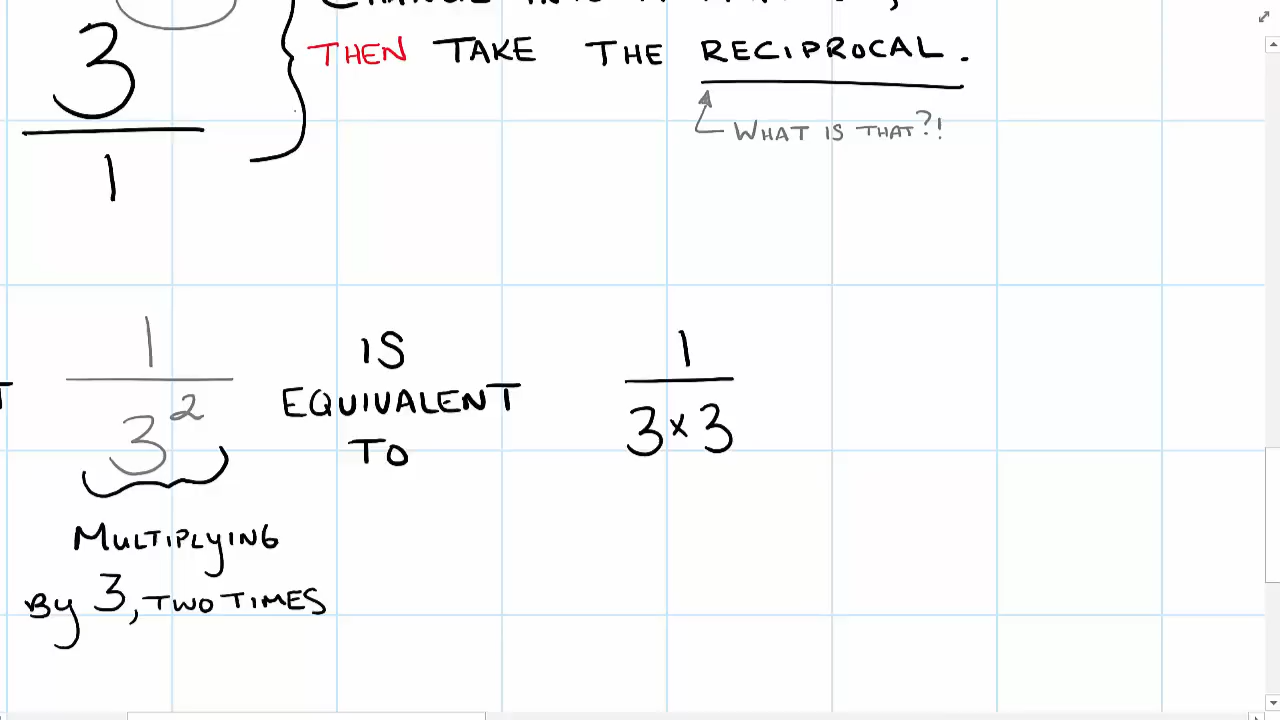 THEN TAKE THE RECIPROCAL.
WHAT IS THAT?!
3
1
1
3²
IS
EQUIVALENT
TO
1
3×3
MULTIPLYING
BY 3, TWO TIMES